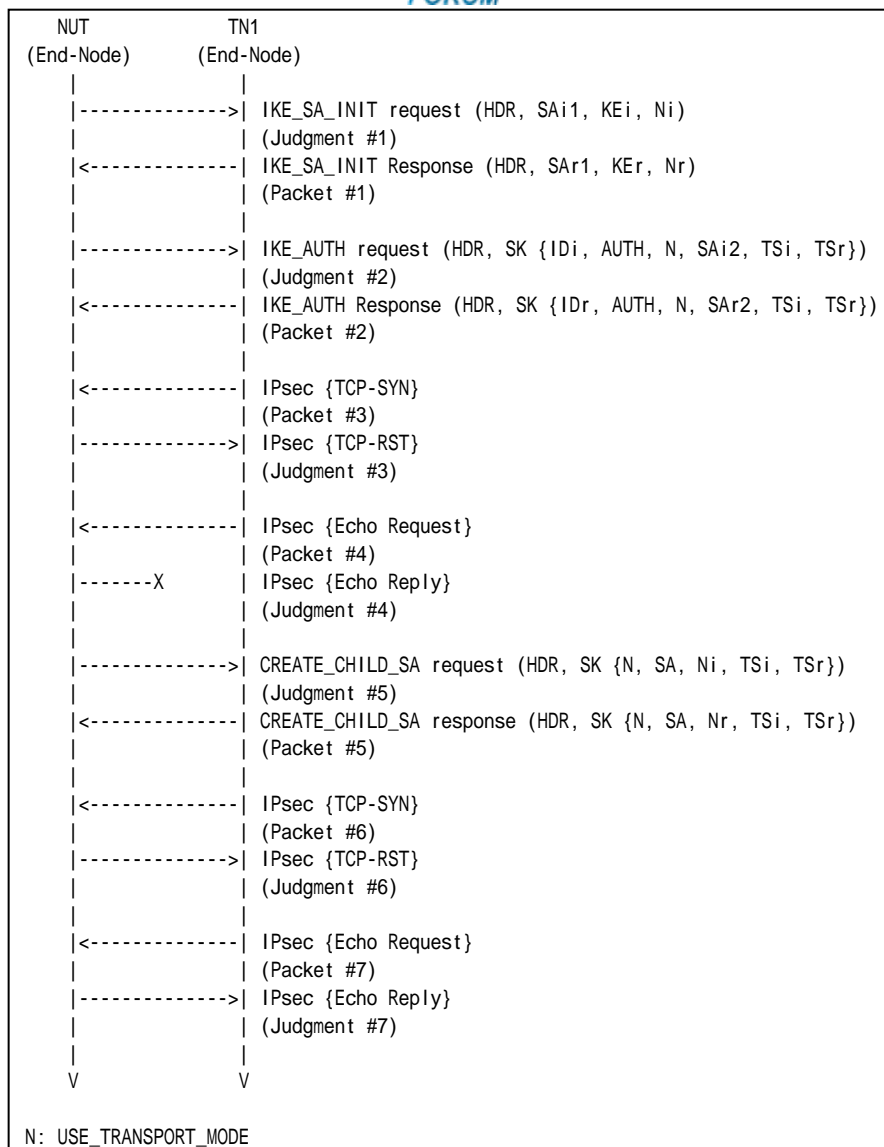 FORUM
NUT TN1
(End-Node) (End-Node)
| |
|-------------->| IKE_SA_INIT request (HDR, SAi1, KEi, Ni)
| | (Judgment #1)
|<--------------| IKE_SA_INIT Response (HDR, SAr1, KEr, Nr)
| | (Packet #1)
| |
|-------------->| IKE_AUTH request (HDR, SK {IDi, AUTH, N, SAi2, TSi, TSr})
| | (Judgment #2)
|<--------------| IKE_AUTH Response (HDR, SK {IDr, AUTH, N, SAr2, TSi, TSr})
| | (Packet #2)
| |
|<--------------| IPsec {TCP-SYN}
| | (Packet #3)
|-------------->| IPsec {TCP-RST}
| | (Judgment #3)
| |
|<--------------| IPsec {Echo Request}
| | (Packet #4)
|-------X | IPsec {Echo Reply}
| | (Judgment #4)
| |
|-------------->| CREATE_CHILD_SA request (HDR, SK {N, SA, Ni, TSi, TSr})
| | (Judgment #5)
|<--------------| CREATE_CHILD_SA response (HDR, SK {N, SA, Nr, TSi, TSr})
| | (Packet #5)
| |
|<--------------| IPsec {TCP-SYN}
| | (Packet #6)
|-------------->| IPsec {TCP-RST}
| | (Judgment #6)
| |
|<--------------| IPsec {Echo Request}
| | (Packet #7)
|-------------->| IPsec {Echo Reply}
| | (Judgment #7)
| |
V V
N: USE_TRANSPORT_MODE